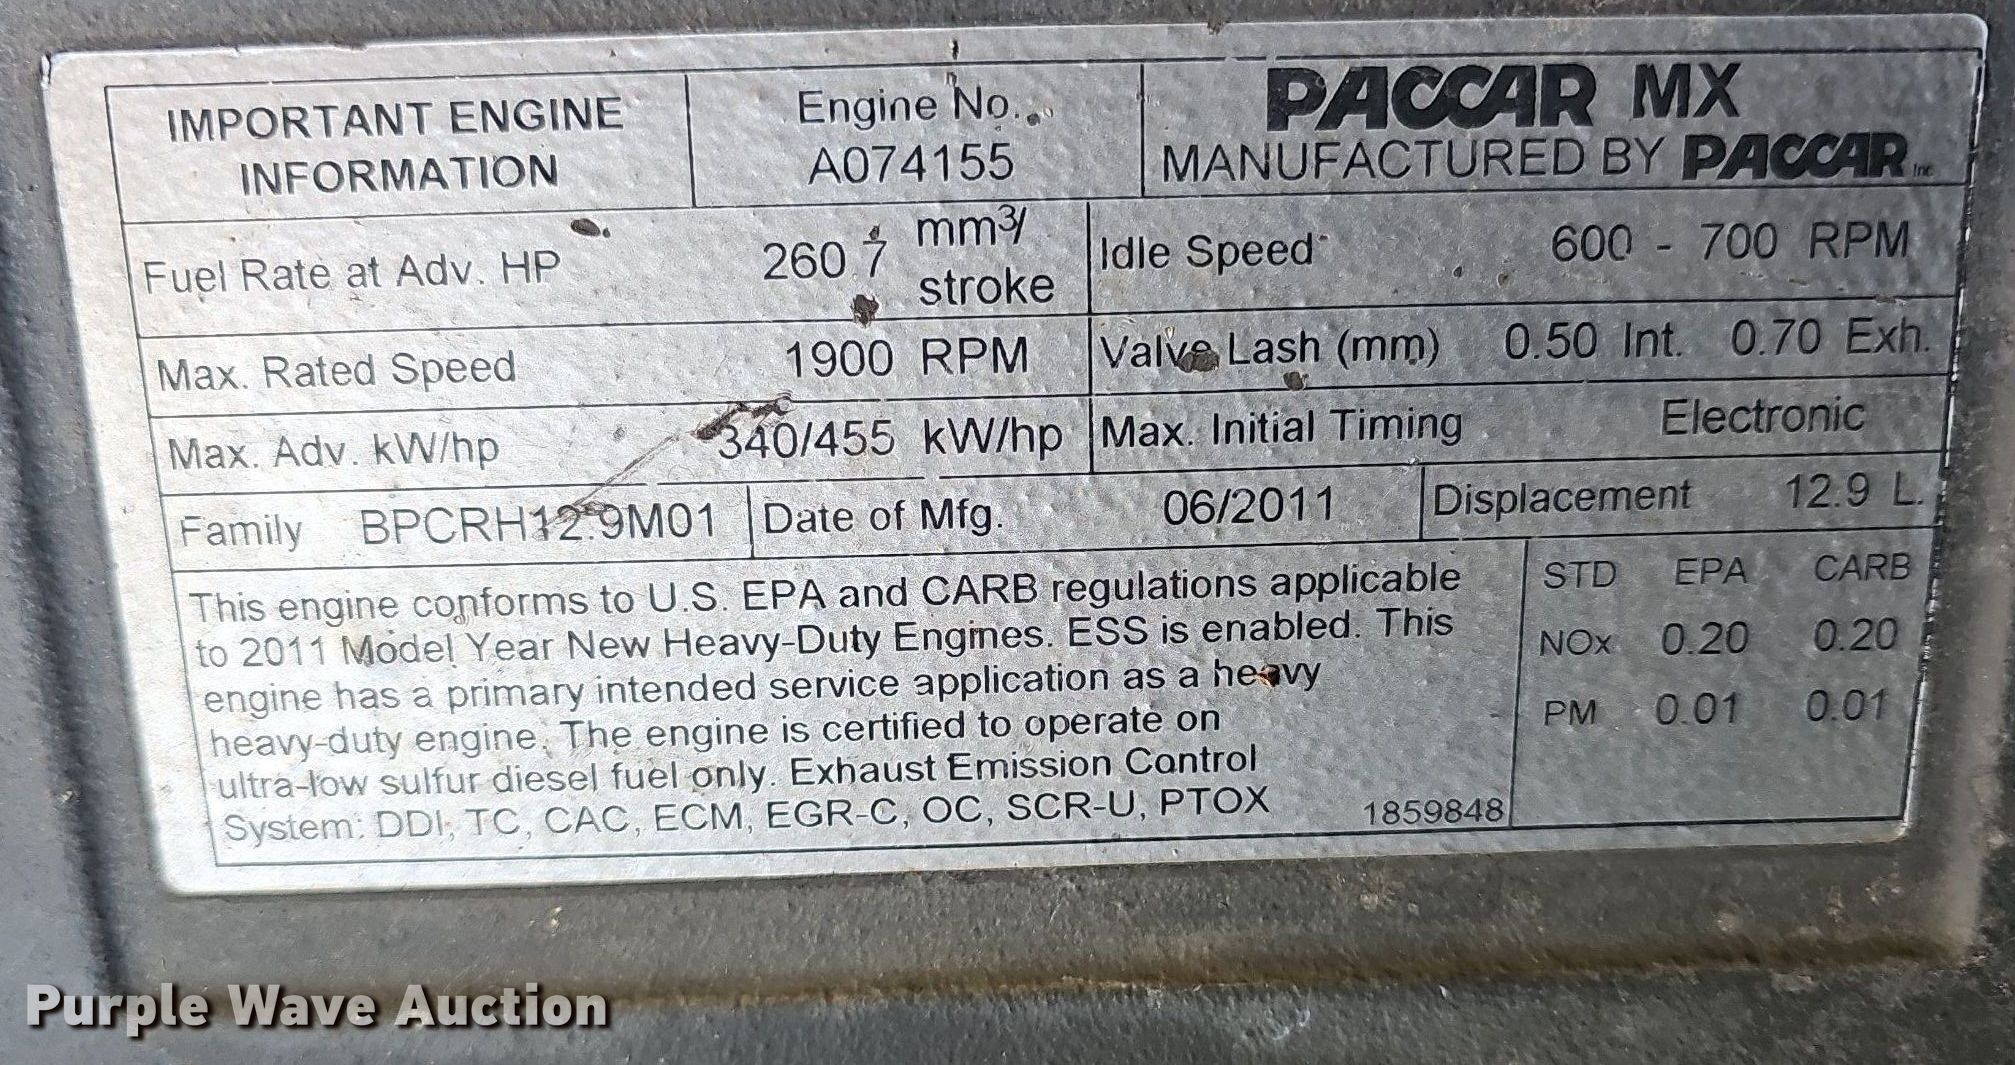 IMPORTANT ENGINE
INFORMATION
Engine No.
A074155
PACCAR MX
MANUFACTURED BY PACCAR Inc
Fuel Rate at Adv. HP 260.7 mm3/
stroke
Idle Speed 600 - 700 RPM
Max. Rated Speed 1900 RPM
Valve Lash (mm) 0.50 Int. 0.70 Exh.
Max. Adv. kW/hp 340/455 kW/hp
Max. Initial Timing Electronic
Family BPCRH12.9M01
Date of Mfg. 06/2011
Displacement 12.9 L.
This engine conforms to U.S. EPA and CARB regulations applicable
to 2011 Model Year New Heavy-Duty Engines. ESS is enabled. This
engine has a primary intended service application as a heavy
heavy-duty engine. The engine is certified to operate on
ultra-low sulfur diesel fuel only. Exhaust Emission Control
System: DDI, TC, CAC, ECM, EGR-C, OC, SCR-U, PTOX
1859848
STD EPA CARB
NOx 0.20 0.20
PM 0.01 0.01
Purple Wave Auction